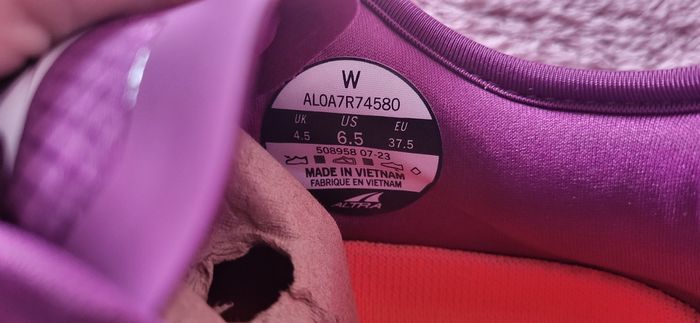 W
AL0A7R74580
UK US EU
4.5 6.5 37.5
508958 07-23
MADE IN VIETNAM
FABRIQUE EN VIETNAM
ALTRA